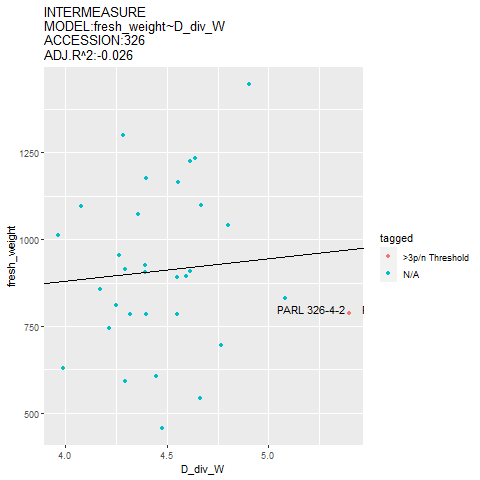 INTERMEASURE
MODEL:fresh_weight~D_div_W
ACCESSION:326
ADJ.R^2:-0.026
1250
1000
750
500
fresh_weight
PARL 326-4-2
4.0 4.5 5.0
D_div_W
tagged
>3p/n Threshold
N/A